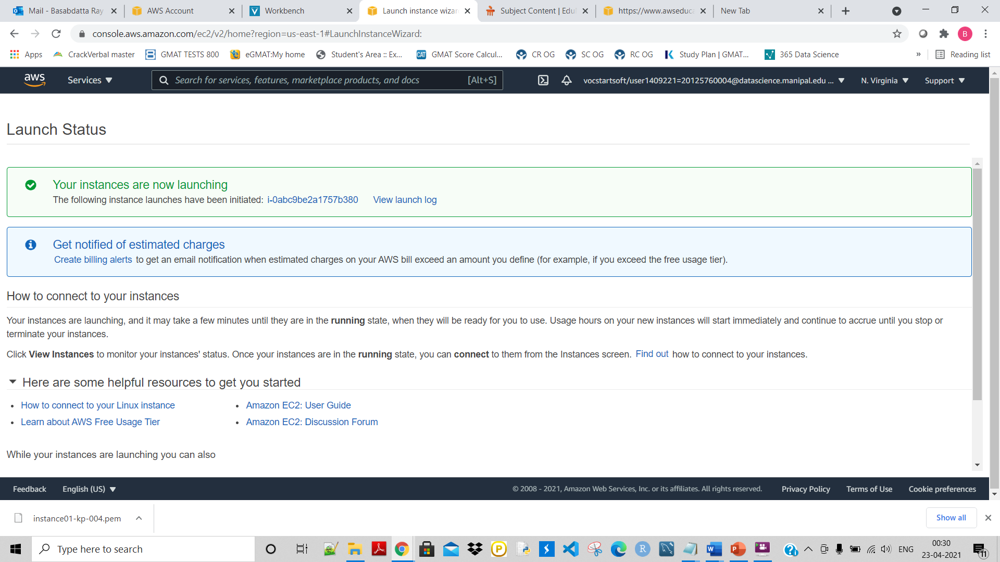 Mail - Basabdatta Ray
AWS Account
Workbench
Launch instance wizar
Subject Content | Edu
https://www.awseduca
New Tab
console.aws.amazon.com/ec2/v2/home?region=us-east-1#LaunchInstanceWizard:
B
Apps
CrackVerbal master
GMAT TESTS 800
eGMAT:My home
Student's Area :: Ex...
CAT
GMAT Score Calcul...
CR OG
SC OG
RC OG
Study Plan | GMAT...
365 Data Science
»
Reading list
aws
Services
Search for services, features, marketplace products, and docs
[Alt+S]
vocstartsoft/user1409221=20125760004@datascience.manipal.edu ...
N. Virginia
Support
Launch Status
Your instances are now launching
The following instance launches have been initiated: i-0abc9be2a1757b380 View launch log
Get notified of estimated charges
Create billing alerts to get an email notification when estimated charges on your AWS bill exceed an amount you define (for example, if you exceed the free usage tier).
How to connect to your instances
Your instances are launching, and it may take a few minutes until they are in the running state, when they will be ready for you to use. Usage hours on your new instances will start immediately and continue to accrue until you stop or
terminate your instances.
Click View Instances to monitor your instances' status. Once your instances are in the running state, you can connect to them from the Instances screen. Find out how to connect to your instances.
Here are some helpful resources to get you started
• How to connect to your Linux instance
• Amazon EC2: User Guide
• Learn about AWS Free Usage Tier
• Amazon EC2: Discussion Forum
While your instances are launching you can also
Feedback
English (US)
© 2008 - 2021, Amazon Web Services, Inc. or its affiliates. All rights reserved.
Privacy Policy
Terms of Use
Cookie preferences
instance01-kp-004.pem
Show all
Type here to search
ENG
00:30
23-04-2021
11